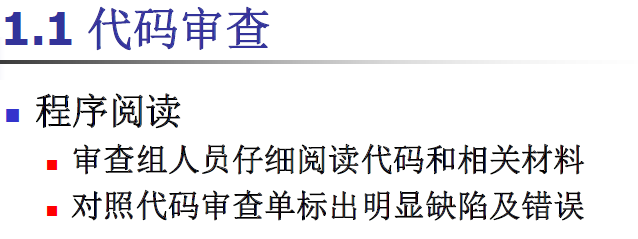 1.1 代码审查
程序阅读
审查组人员仔细阅读代码和相关材料
对照代码审查单标出明显缺陷及错误